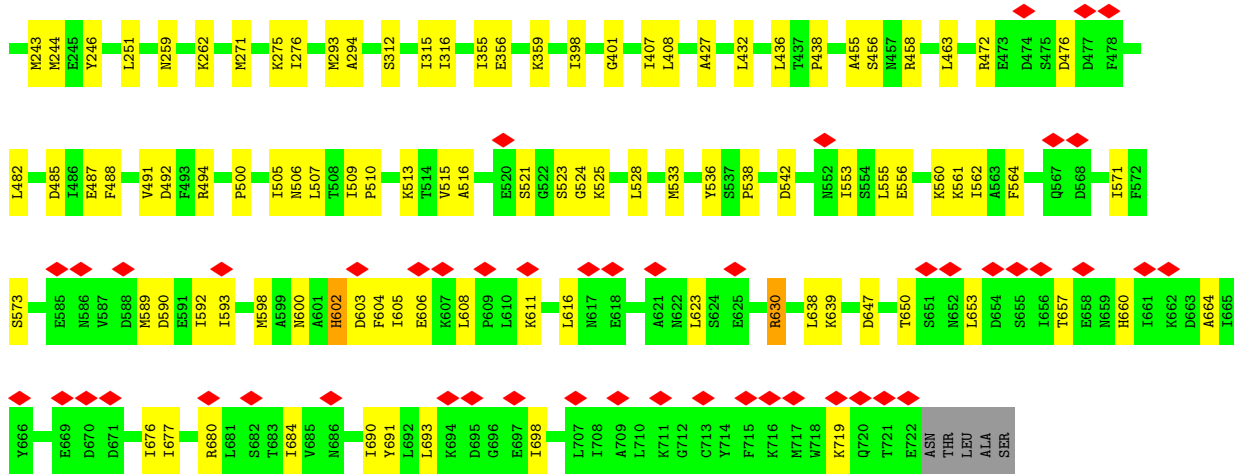 M243 M244 E245 Y246 L251 N259 K262 M271 K275 I276 M293 A294 S312 I315 I316 I355 E356 K359 I398 G401 I407 L408 A427 L432 L436 T437 P438 A455 S456 N457 R458 L463 R472 E473 D474 S475 D476 D477 F478
L482 D485 I486 E487 F488 V491 D492 F493 R494 P500 I505 N506 L507 T508 I509 P510 K513 T514 V515 A516 E520 S521 G522 S523 G524 K525 L528 M533 Y536 S537 P538 D542 N552 I553 S554 L555 E556 K560 K561 I562 A563 F564 Q567 D568 I571 F572
S573 E585 N586 V587 D588 M589 D590 E591 I592 I593 M598 A599 N600 A601 H602 D603 F604 I605 E606 K607 L608 P609 L610 K611 L616 N617 E618 A621 N622 L623 S624 E625 R630 L638 K639 D647 T650 S651 N652 L653 D654 S655 I656 T657 E658 N659 H660 I661 K662 D663 A664 I665
Y666 E669 D670 D671 I676 I677 R680 L681 S682 T683 I684 V685 N686 I690 Y691 L692 L693 K694 D695 G696 E697 I698 L707 I708 A709 L710 K711 G712 C713 Y714 F715 K716 M717 W718 K719 Q720 T721 E722 ASN THR LEU ALA SER